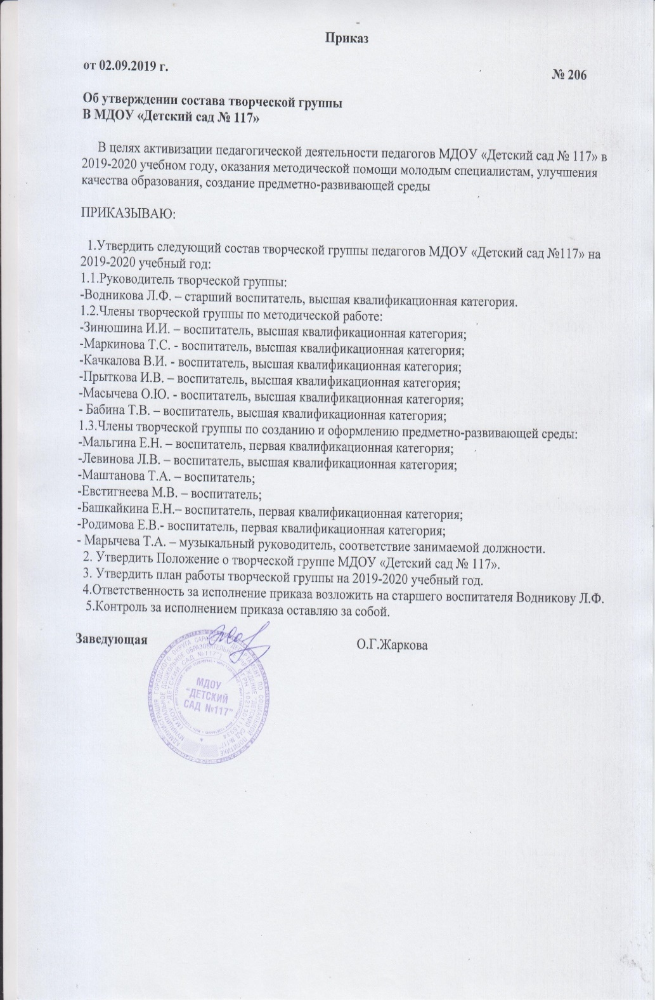 Приказ
от 02.09.2019 г.
№ 206
Об утверждении состава творческой группы
В МДОУ «Детский сад № 117»
В целях активизации педагогической деятельности педагогов МДОУ «Детский сад № 117» в
2019-2020 учебном году, оказания методической помощи молодым специалистам, улучшения
качества образования, создание предметно-развивающей среды
ПРИКАЗЫВАЮ:
1.Утвердить следующий состав творческой группы педагогов МДОУ «Детский сад №117» на
2019-2020 учебный год:
1.1.Руководитель творческой группы:
-Водникова Л.Ф. – старший воспитатель, высшая квалификационная категория.
1.2.Члены творческой группы по методической работе:
-Зинюшина И.И. – воспитатель, высшая квалификационная категория;
-Маркинова Т.С. - воспитатель, высшая квалификационная категория;
-Качкалова В.И. - воспитатель, высшая квалификационная категория;
-Прыткова И.В. – воспитатель, высшая квалификационная категория;
-Масычева О.Ю. - воспитатель, высшая квалификационная категория;
- Бабина Т.В. – воспитатель, высшая квалификационная категория;
1.3.Члены творческой группы по созданию и оформлению предметно-развивающей среды:
-Мальгина Е.Н. – воспитатель, первая квалификационная категория;
-Левинова Л.В. – воспитатель, высшая квалификационная категория;
-Маштанова Т.А. – воспитатель;
-Евстигнеева М.В. – воспитатель;
-Башкайкина Е.Н.– воспитатель, первая квалификационная категория;
-Родимова Е.В.- воспитатель, первая квалификационная категория;
- Марычева Т.А. – музыкальный руководитель, соответствие занимаемой должности.
2. Утвердить Положение о творческой группе МДОУ «Детский сад № 117».
3. Утвердить план работы творческой группы на 2019-2020 учебный год.
4.Ответственность за исполнение приказа возложить на старшего воспитателя Водникову Л.Ф.
5.Контроль за исполнением приказа оставляю за собой.
Заведующая
О.Г.Жаркова
МДОУ
"ДЕТСКИЙ
САД №117"